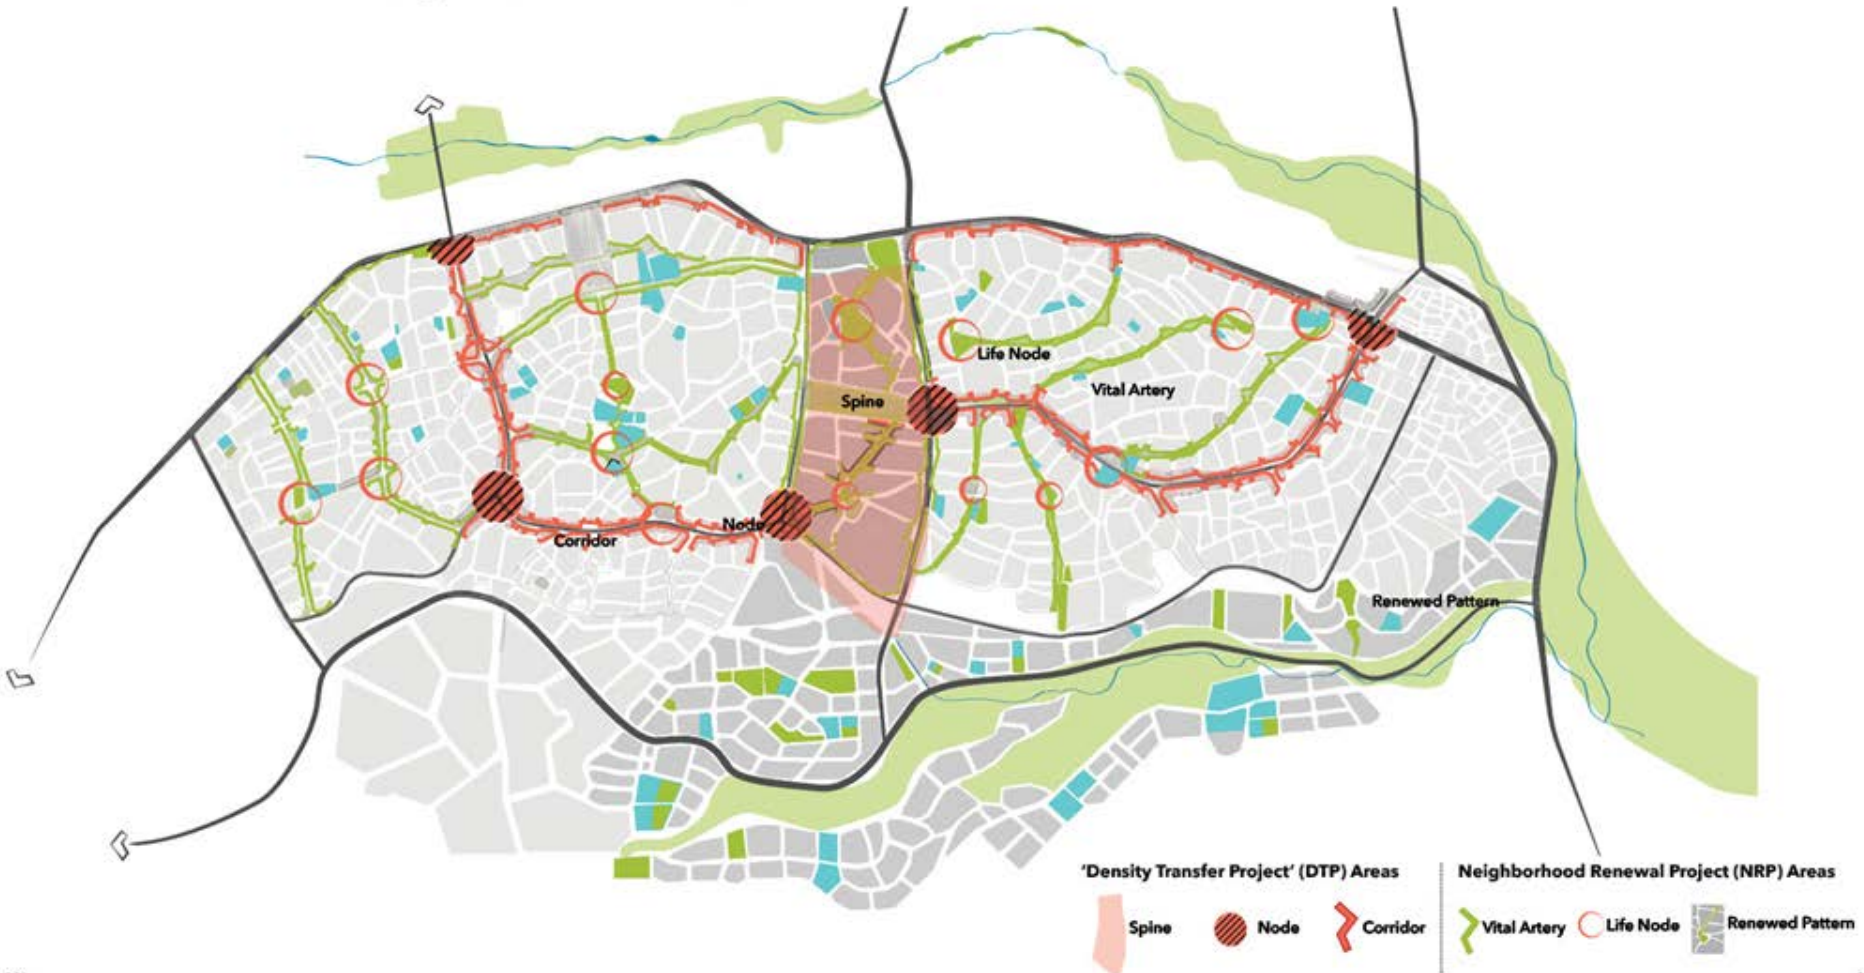 Life Node
Vital Artery
Spine
Node
Corridor
Renewed Pattern
'Density Transfer Project' (DTP) Areas
Neighborhood Renewal Project (NRP) Areas
Spine
Node
Corridor
Vital Artery
Life Node
Renewed Pattern